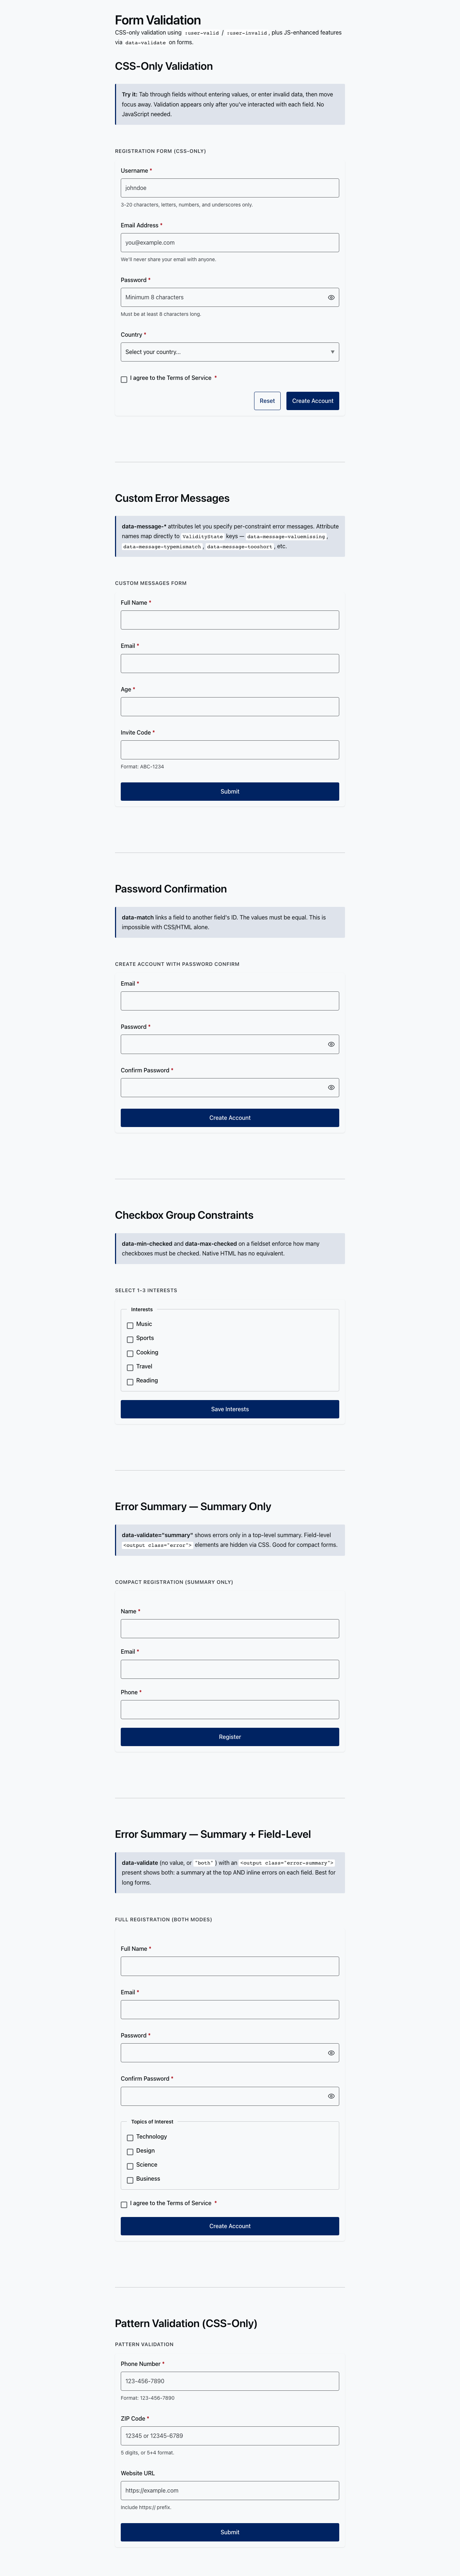 Form Validation
CSS-only validation using :user-valid / :user-invalid, plus JS-enhanced features
via data-validate on forms.
CSS-Only Validation
Try it: Tab through fields without entering values, or enter invalid data, then move
focus away. Validation appears only after you've interacted with each field. No
JavaScript needed.
REGISTRATION FORM (CSS-ONLY)
Username *
johndoe
3–20 characters, letters, numbers, and underscores only.
Email Address *
you@example.com
We'll never share your email with anyone.
Password *
Minimum 8 characters
Must be at least 8 characters long.
Country *
Select your country...
I agree to the Terms of Service *
Reset Create Account
Custom Error Messages
data-message-* attributes let you specify per-constraint error messages. Attribute
names map directly to ValidityState keys — data-message-valuemissing,
data-message-typemismatch, data-message-tooshort, etc.
CUSTOM MESSAGES FORM
Full Name *
Email *
Age *
Invite Code *
Format: ABC-1234
Submit
Password Confirmation
data-match links a field to another field's ID. The values must be equal. This is
impossible with CSS/HTML alone.
CREATE ACCOUNT WITH PASSWORD CONFIRM
Email *
Password *
Confirm Password *
Create Account
Checkbox Group Constraints
data-min-checked and data-max-checked on a fieldset enforce how many
checkboxes must be checked. Native HTML has no equivalent.
SELECT 1–3 INTERESTS
Interests
Music
Sports
Cooking
Travel
Reading
Save Interests
Error Summary — Summary Only
data-validate="summary" shows errors only in a top-level summary. Field-level
<output class="error"> elements are hidden via CSS. Good for compact forms.
COMPACT REGISTRATION (SUMMARY ONLY)
Name *
Email *
Phone *
Register
Error Summary — Summary + Field-Level
data-validate (no value, or "both") with an <output class="error-summary">
present shows both: a summary at the top AND inline errors on each field. Best for
long forms.
FULL REGISTRATION (BOTH MODES)
Full Name *
Email *
Password *
Confirm Password *
Topics of Interest
Technology
Design
Science
Business
I agree to the Terms of Service *
Create Account
Pattern Validation (CSS-Only)
PATTERN VALIDATION
Phone Number *
123-456-7890
Format: 123-456-7890
ZIP Code *
12345 or 12345-6789
5 digits, or 5+4 format.
Website URL
https://example.com
Include https:// prefix.
Submit